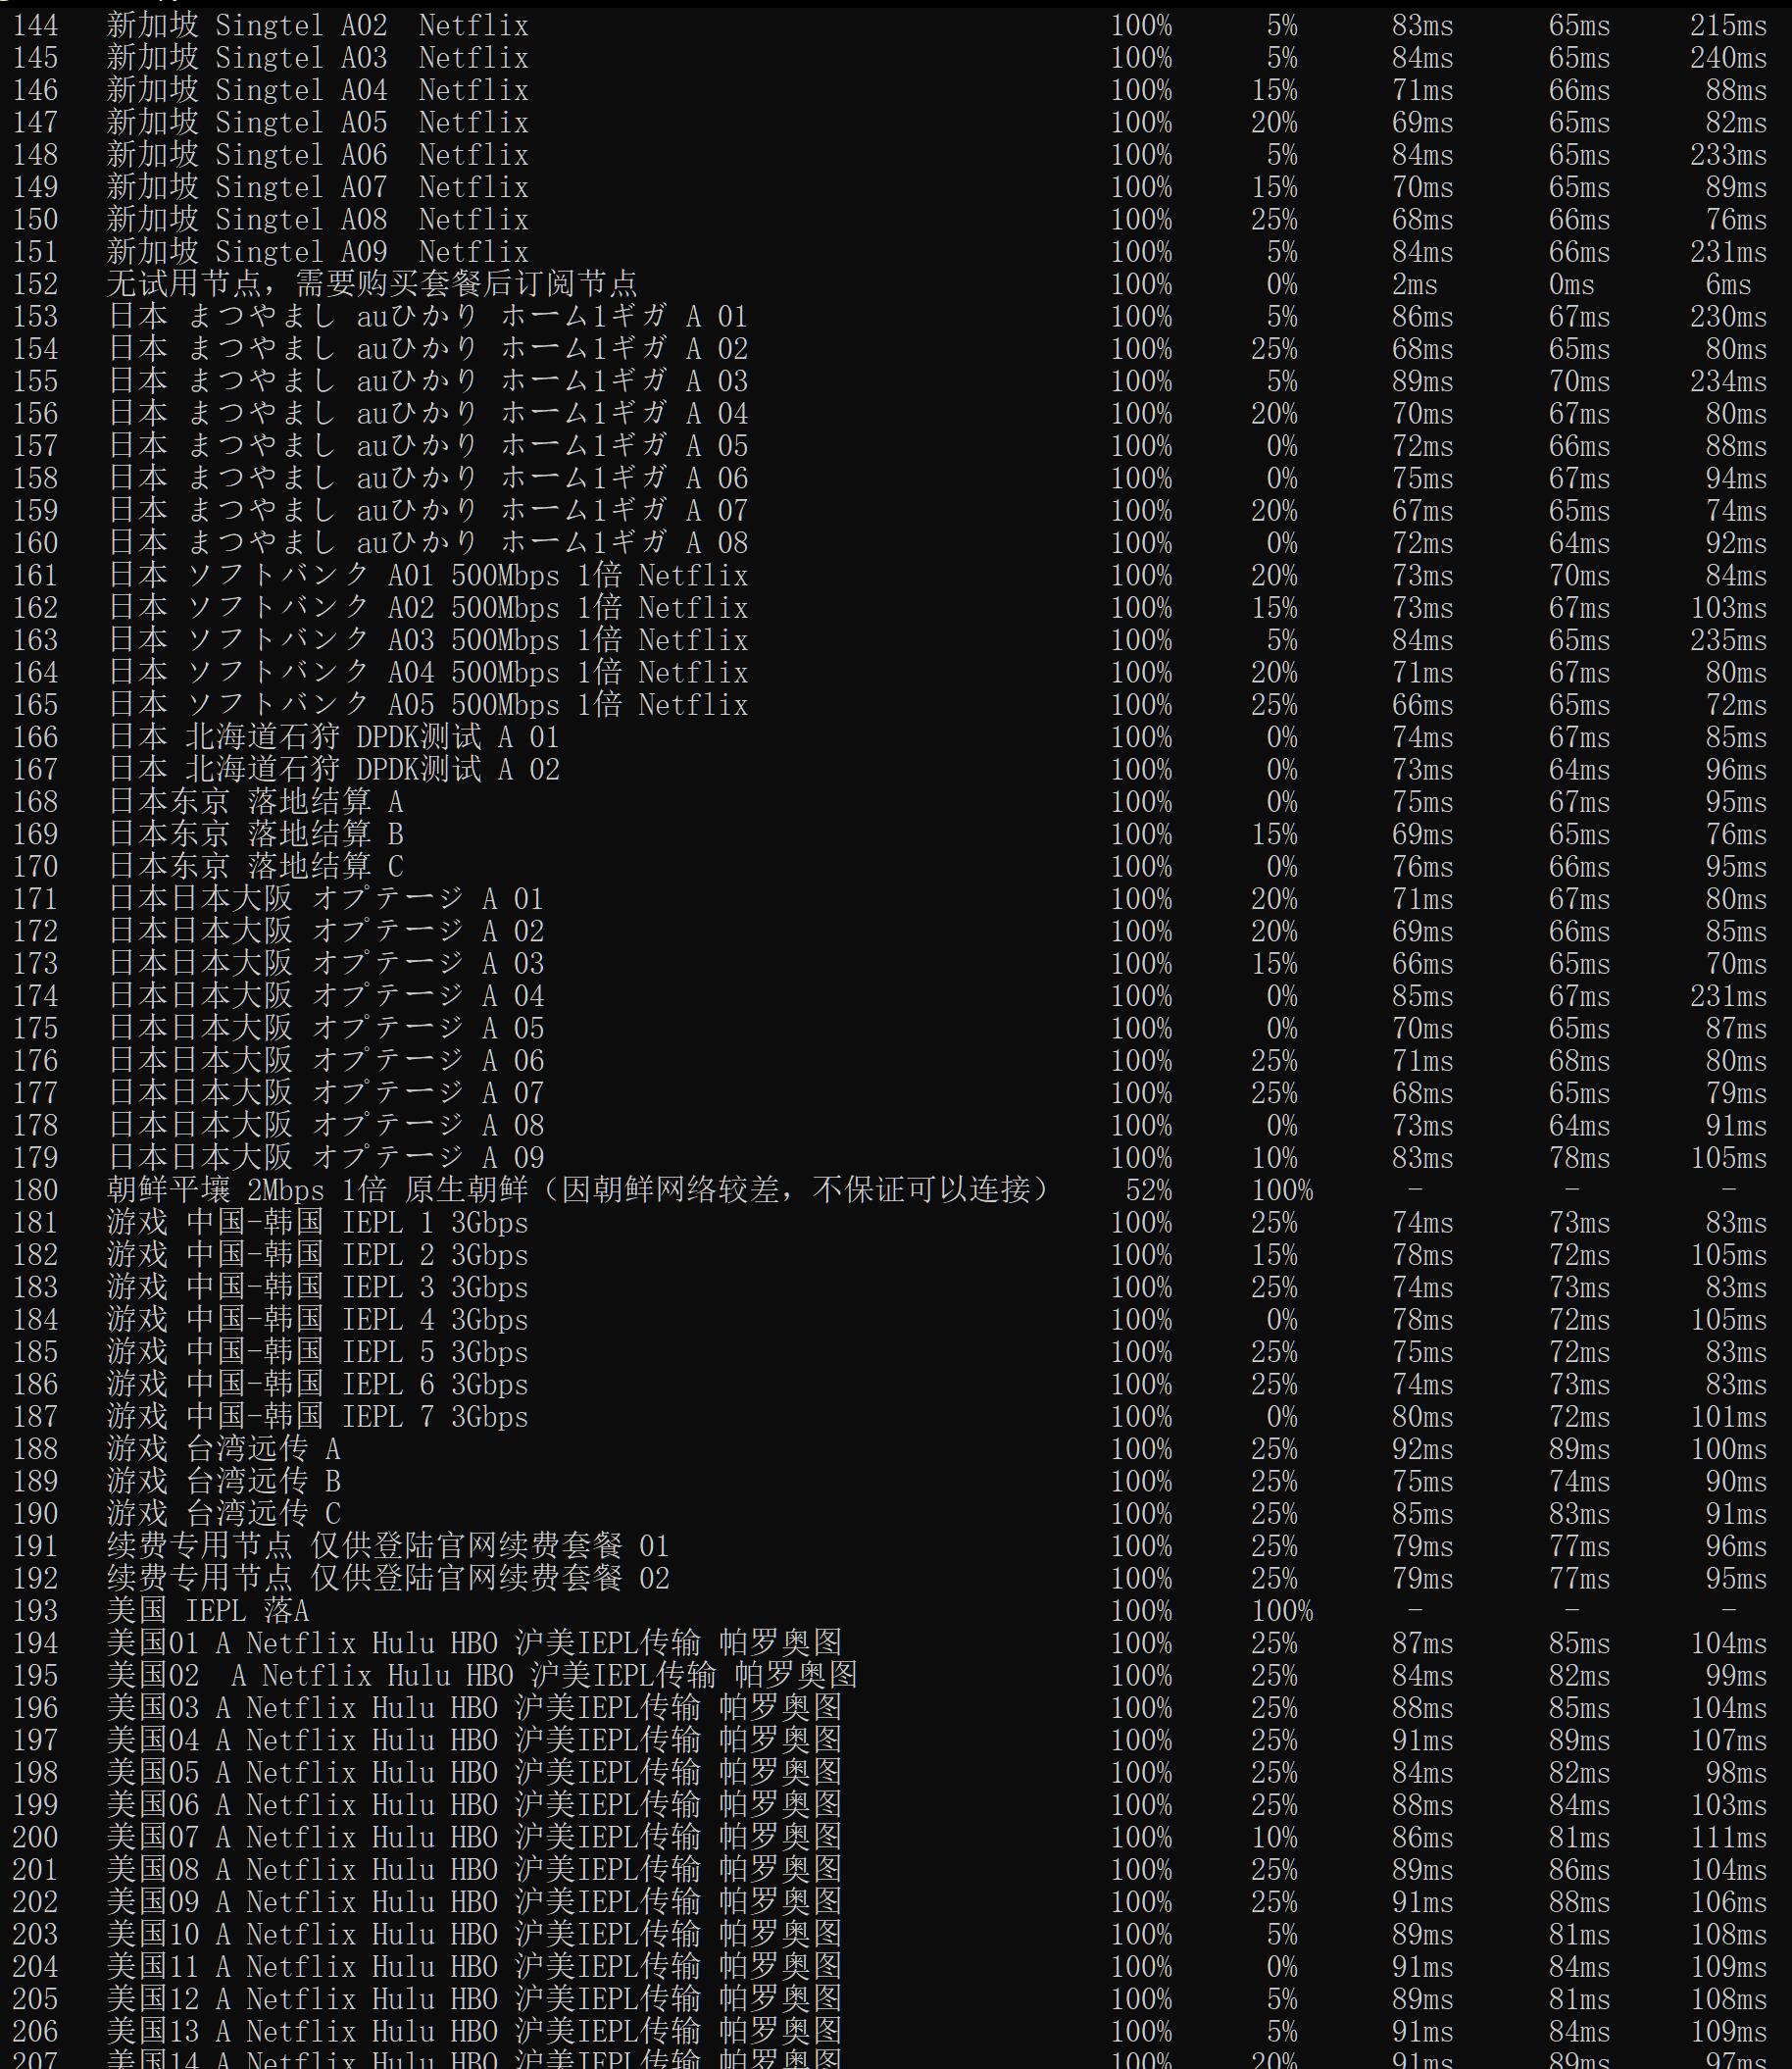 144 新加坡 Singtel A02 Netflix 100% 5% 83ms 65ms 215ms
145 新加坡 Singtel A03 Netflix 100% 5% 84ms 65ms 240ms
146 新加坡 Singtel A04 Netflix 100% 15% 71ms 66ms 88ms
147 新加坡 Singtel A05 Netflix 100% 20% 69ms 65ms 82ms
148 新加坡 Singtel A06 Netflix 100% 5% 84ms 65ms 233ms
149 新加坡 Singtel A07 Netflix 100% 15% 70ms 65ms 89ms
150 新加坡 Singtel A08 Netflix 100% 25% 68ms 66ms 76ms
151 新加坡 Singtel A09 Netflix 100% 5% 84ms 66ms 231ms
152 无试用节点，需要购买套餐后订阅节点 100% 0% 2ms 0ms 6ms
153 日本 まつやまし auひかり ホーム1ギガ A 01 100% 5% 86ms 67ms 230ms
154 日本 まつやまし auひかり ホーム1ギガ A 02 100% 25% 68ms 65ms 80ms
155 日本 まつやまし auひかり ホーム1ギガ A 03 100% 5% 89ms 70ms 234ms
156 日本 まつやまし auひかり ホーム1ギガ A 04 100% 20% 70ms 67ms 80ms
157 日本 まつやまし auひかり ホーム1ギガ A 05 100% 0% 72ms 66ms 88ms
158 日本 まつやまし auひかり ホーム1ギガ A 06 100% 0% 75ms 67ms 94ms
159 日本 まつやまし auひかり ホーム1ギガ A 07 100% 20% 67ms 65ms 74ms
160 日本 まつやまし auひかり ホーム1ギガ A 08 100% 0% 72ms 64ms 92ms
161 日本 ソフトバンク A01 500Mbps 1倍 Netflix 100% 20% 73ms 70ms 84ms
162 日本 ソフトバンク A02 500Mbps 1倍 Netflix 100% 15% 73ms 67ms 103ms
163 日本 ソフトバンク A03 500Mbps 1倍 Netflix 100% 5% 84ms 65ms 235ms
164 日本 ソフトバンク A04 500Mbps 1倍 Netflix 100% 20% 71ms 67ms 80ms
165 日本 ソフトバンク A05 500Mbps 1倍 Netflix 100% 25% 66ms 65ms 72ms
166 日本 北海道石狩 DPDK测试 A 01 100% 0% 74ms 67ms 85ms
167 日本 北海道石狩 DPDK测试 A 02 100% 0% 73ms 64ms 96ms
168 日本东京 落地结算 A 100% 0% 75ms 67ms 95ms
169 日本东京 落地结算 B 100% 15% 69ms 65ms 76ms
170 日本东京 落地结算 C 100% 0% 76ms 66ms 95ms
171 日本日本大阪 オプテージ A 01 100% 20% 71ms 67ms 80ms
172 日本日本大阪 オプテージ A 02 100% 20% 69ms 66ms 85ms
173 日本日本大阪 オプテージ A 03 100% 15% 66ms 65ms 70ms
174 日本日本大阪 オプテージ A 04 100% 0% 85ms 67ms 231ms
175 日本日本大阪 オプテージ A 05 100% 0% 70ms 65ms 87ms
176 日本日本大阪 オプテージ A 06 100% 25% 71ms 68ms 80ms
177 日本日本大阪 オプテージ A 07 100% 25% 68ms 65ms 79ms
178 日本日本大阪 オプテージ A 08 100% 0% 73ms 64ms 91ms
179 日本日本大阪 オプテージ A 09 100% 10% 83ms 78ms 105ms
180 朝鲜平壤 2Mbps 1倍 原生朝鲜（因朝鲜网络较差，不保证可以连接） 52% 100% - - -
181 游戏 中国-韩国 IEPL 1 3Gbps 100% 25% 74ms 73ms 83ms
182 游戏 中国-韩国 IEPL 2 3Gbps 100% 15% 78ms 72ms 105ms
183 游戏 中国-韩国 IEPL 3 3Gbps 100% 25% 74ms 73ms 83ms
184 游戏 中国-韩国 IEPL 4 3Gbps 100% 0% 78ms 72ms 105ms
185 游戏 中国-韩国 IEPL 5 3Gbps 100% 25% 75ms 72ms 83ms
186 游戏 中国-韩国 IEPL 6 3Gbps 100% 25% 74ms 73ms 83ms
187 游戏 中国-韩国 IEPL 7 3Gbps 100% 0% 80ms 72ms 101ms
188 游戏 台湾远传 A 100% 25% 92ms 89ms 100ms
189 游戏 台湾远传 B 100% 25% 75ms 74ms 90ms
190 游戏 台湾远传 C 100% 25% 85ms 83ms 91ms
191 续费专用节点 仅供登陆官网续费套餐 01 100% 25% 79ms 77ms 96ms
192 续费专用节点 仅供登陆官网续费套餐 02 100% 25% 79ms 77ms 95ms
193 美国 IEPL 落A 100% 100% - - -
194 美国01 A Netflix Hulu HBO 沪美IEPL传输 帕罗奥图 100% 25% 87ms 85ms 104ms
195 美国02 A Netflix Hulu HBO 沪美IEPL传输 帕罗奥图 100% 25% 84ms 82ms 99ms
196 美国03 A Netflix Hulu HBO 沪美IEPL传输 帕罗奥图 100% 25% 88ms 85ms 104ms
197 美国04 A Netflix Hulu HBO 沪美IEPL传输 帕罗奥图 100% 25% 91ms 89ms 107ms
198 美国05 A Netflix Hulu HBO 沪美IEPL传输 帕罗奥图 100% 25% 84ms 82ms 98ms
199 美国06 A Netflix Hulu HBO 沪美IEPL传输 帕罗奥图 100% 25% 88ms 84ms 103ms
200 美国07 A Netflix Hulu HBO 沪美IEPL传输 帕罗奥图 100% 10% 86ms 81ms 111ms
201 美国08 A Netflix Hulu HBO 沪美IEPL传输 帕罗奥图 100% 25% 89ms 86ms 104ms
202 美国09 A Netflix Hulu HBO 沪美IEPL传输 帕罗奥图 100% 25% 91ms 88ms 106ms
203 美国10 A Netflix Hulu HBO 沪美IEPL传输 帕罗奥图 100% 5% 89ms 81ms 108ms
204 美国11 A Netflix Hulu HBO 沪美IEPL传输 帕罗奥图 100% 0% 91ms 84ms 109ms
205 美国12 A Netflix Hulu HBO 沪美IEPL传输 帕罗奥图 100% 5% 89ms 81ms 108ms
206 美国13 A Netflix Hulu HBO 沪美IEPL传输 帕罗奥图 100% 5% 91ms 84ms 109ms
207 美国14 A Netflix Hulu HBO 沪美IEPL传输 帕罗奥图 100% 20% 91ms 89ms 97ms